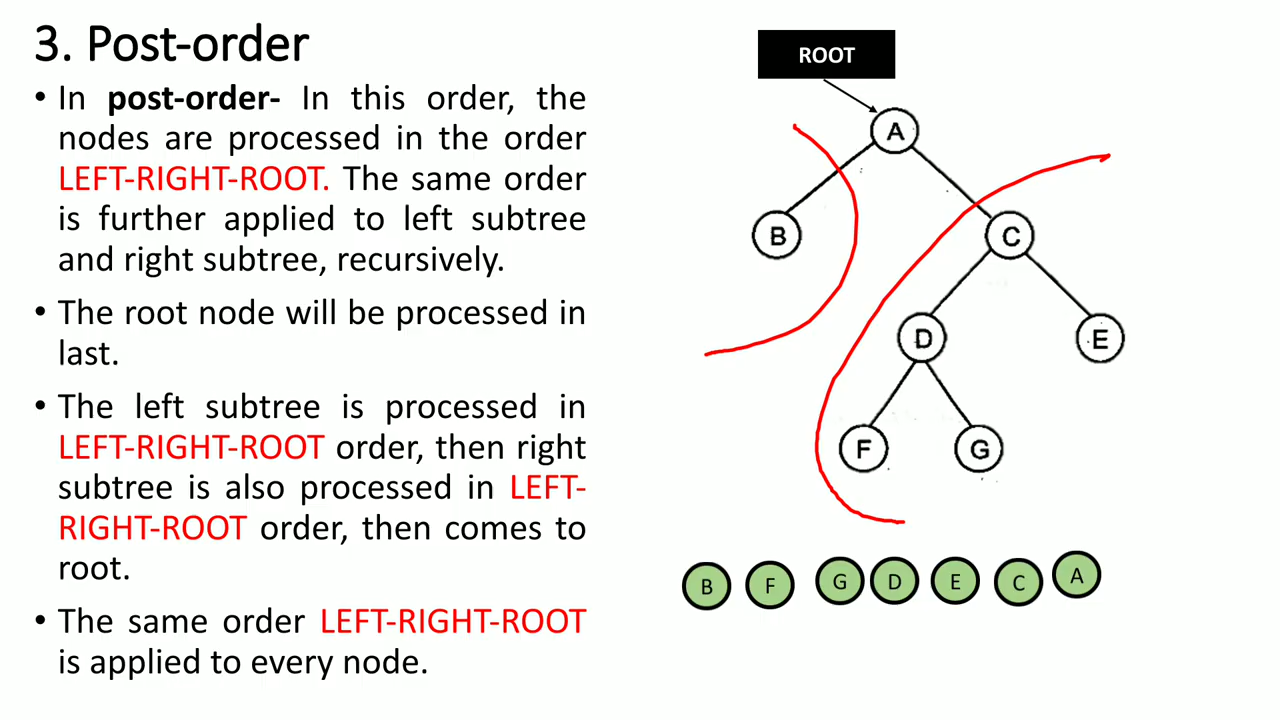 3. Post-order
• In post-order- In this order, the
nodes are processed in the order
LEFT-RIGHT-ROOT. The same order
is further applied to left subtree
and right subtree, recursively.
• The root node will be processed in
last.
• The left subtree is processed in
LEFT-RIGHT-ROOT order, then right
subtree is also processed in LEFT-
RIGHT-ROOT order, then comes to
root.
• The same order LEFT-RIGHT-ROOT
is applied to every node.
ROOT
A
B C
D E
F G
B F G D E C A